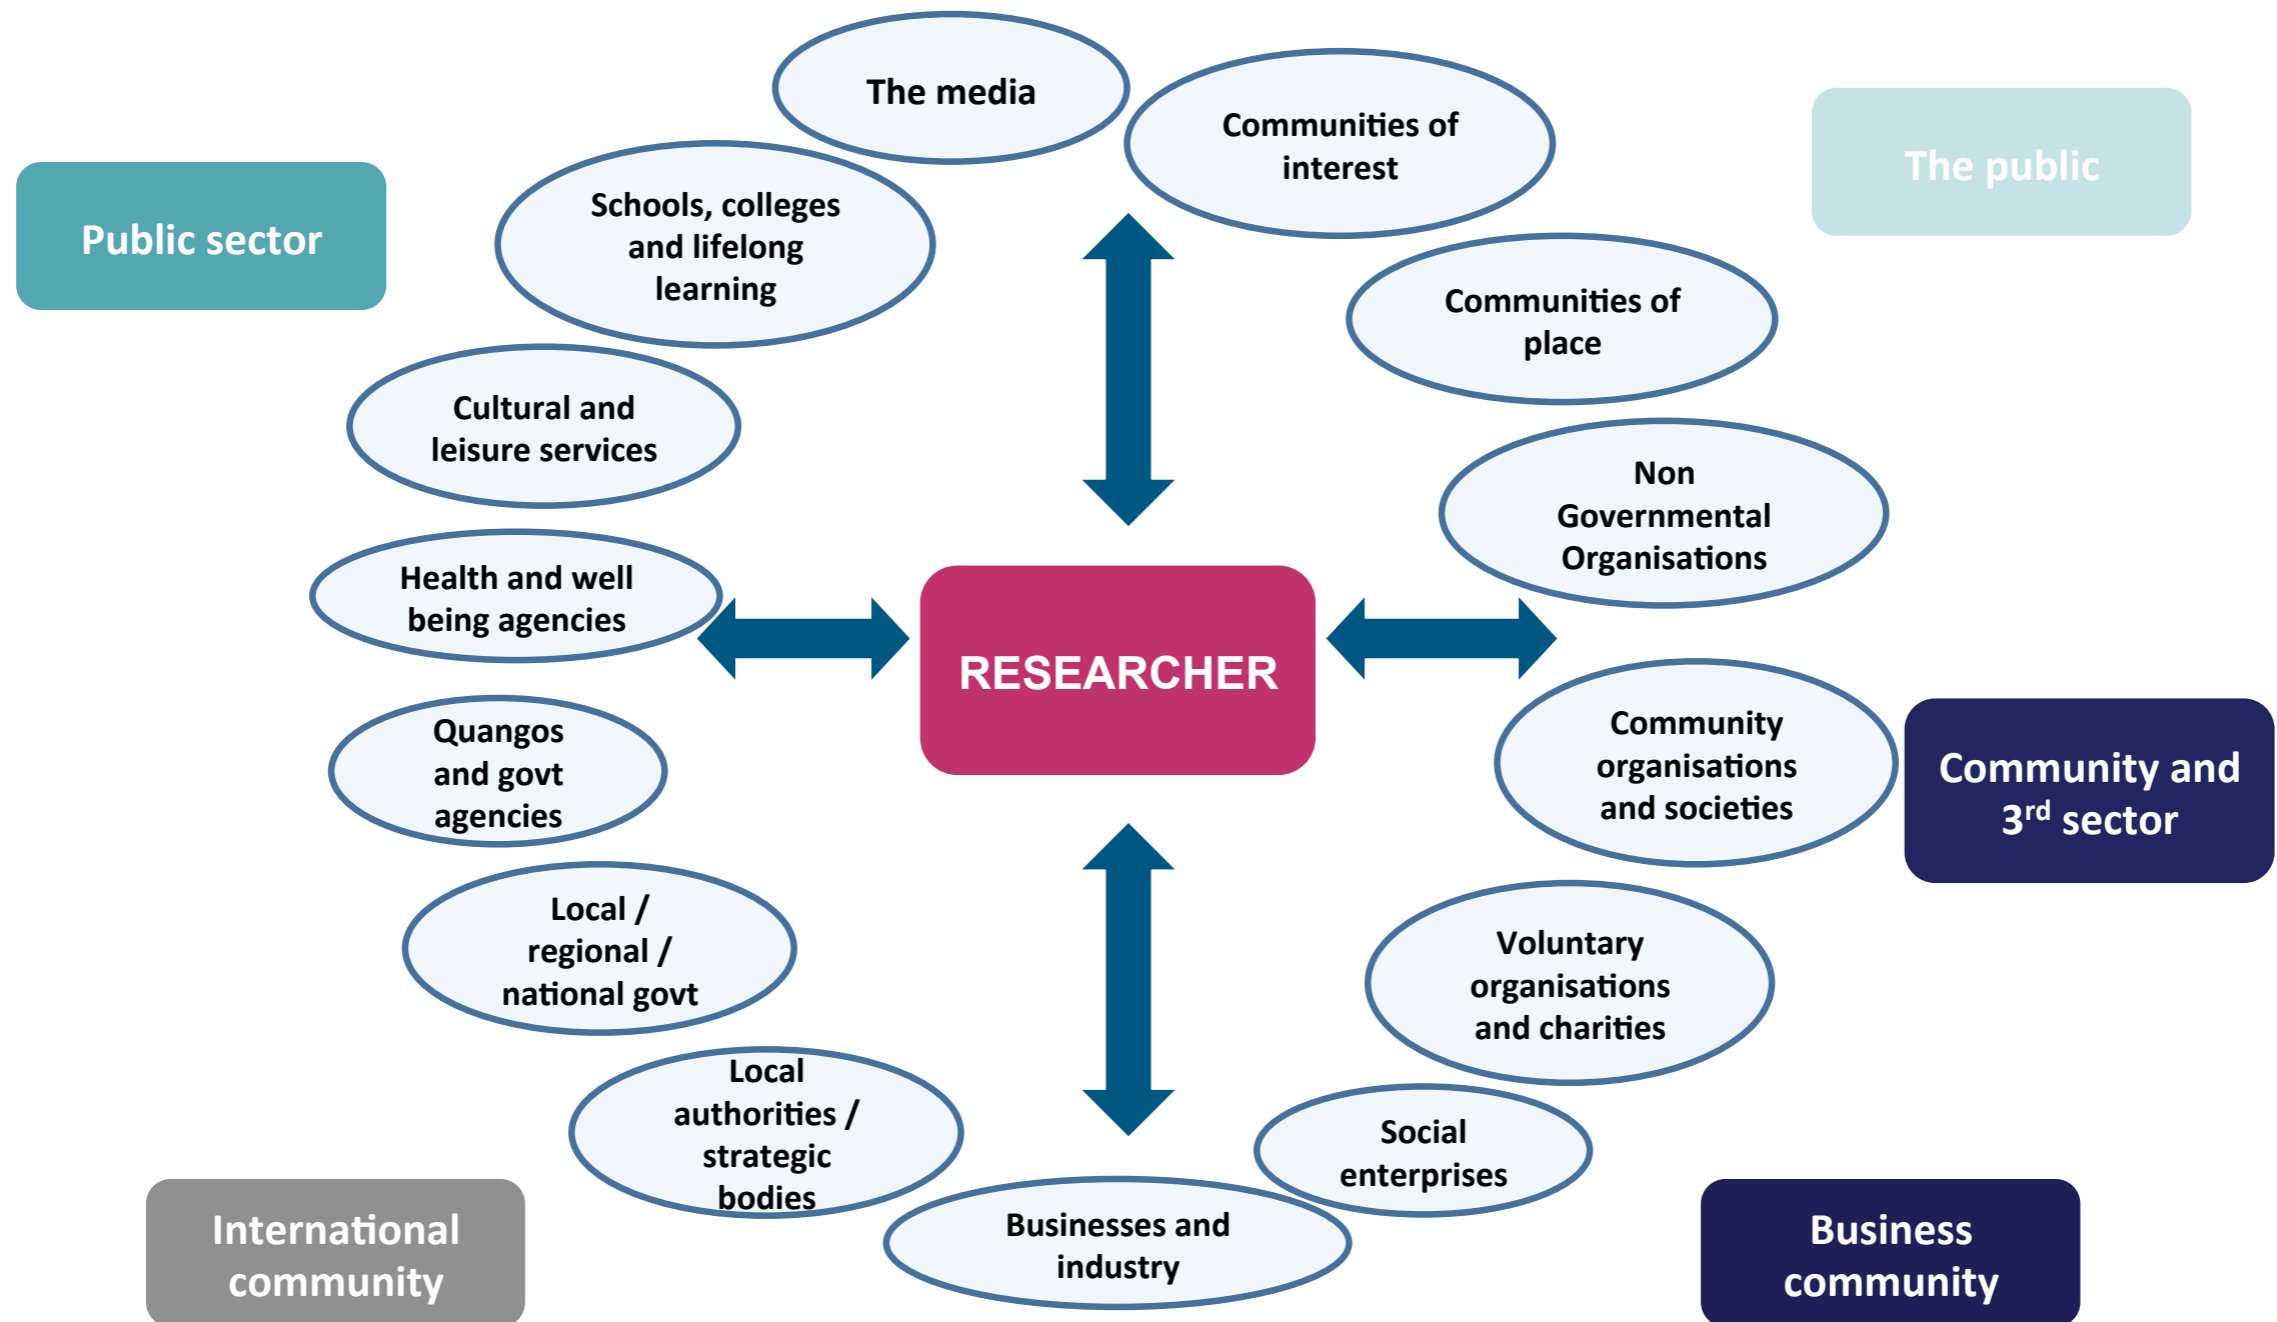 The media
Communities of
interest
The public
Public sector
Schools, colleges
and lifelong
learning
Communities of
place
Cultural and
leisure services
Non
Governmental
Organisations
Health and well
being agencies
RESEARCHER
Quangos
and govt
agencies
Community
organisations
and societies
Community and
3rd sector
Local /
regional /
national govt
Voluntary
organisations
and charities
Local
authorities /
strategic
bodies
Social
enterprises
Businesses and
industry
International
community
Business
community